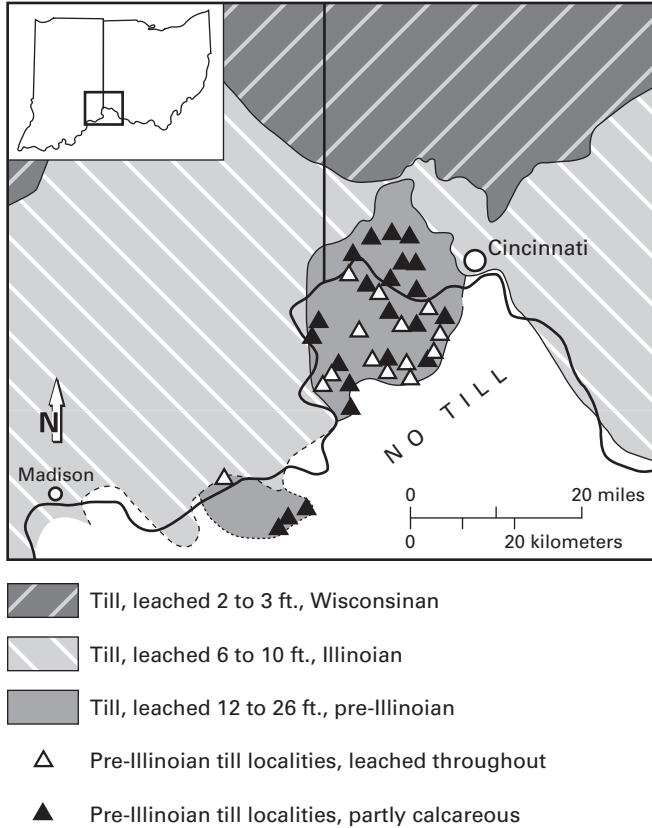 Cincinnati
N
NO TILL
Madison
0 20 miles
0 20 kilometers
Till, leached 2 to 3 ft., Wisconsinan
Till, leached 6 to 10 ft., Illinoian
Till, leached 12 to 26 ft., pre-Illinoian
Pre-Illinoian till localities, leached throughout
Pre-Illinoian till localities, partly calcareous